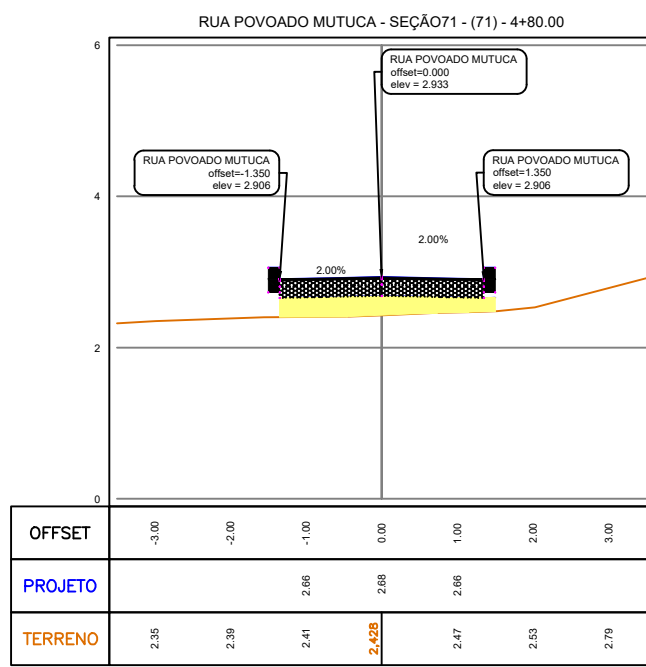 RUA POVOADO MUTUCA - SEÇÃO71 - (71) - 4+80.00
6
RUA POVOADO MUTUCA
offset=0.000
elev = 2.933
RUA POVOADO MUTUCA
offset=-1.350
elev = 2.906
RUA POVOADO MUTUCA
offset=1.350
elev = 2.906
4
2.00%
2.00%
2
0
OFFSET -3.00 -2.00 -1.00 0.00 1.00 2.00 3.00
PROJETO 2.66 2.68 2.66
TERRENO 2.35 2.39 2.41 2,428 2.47 2.53 2.79